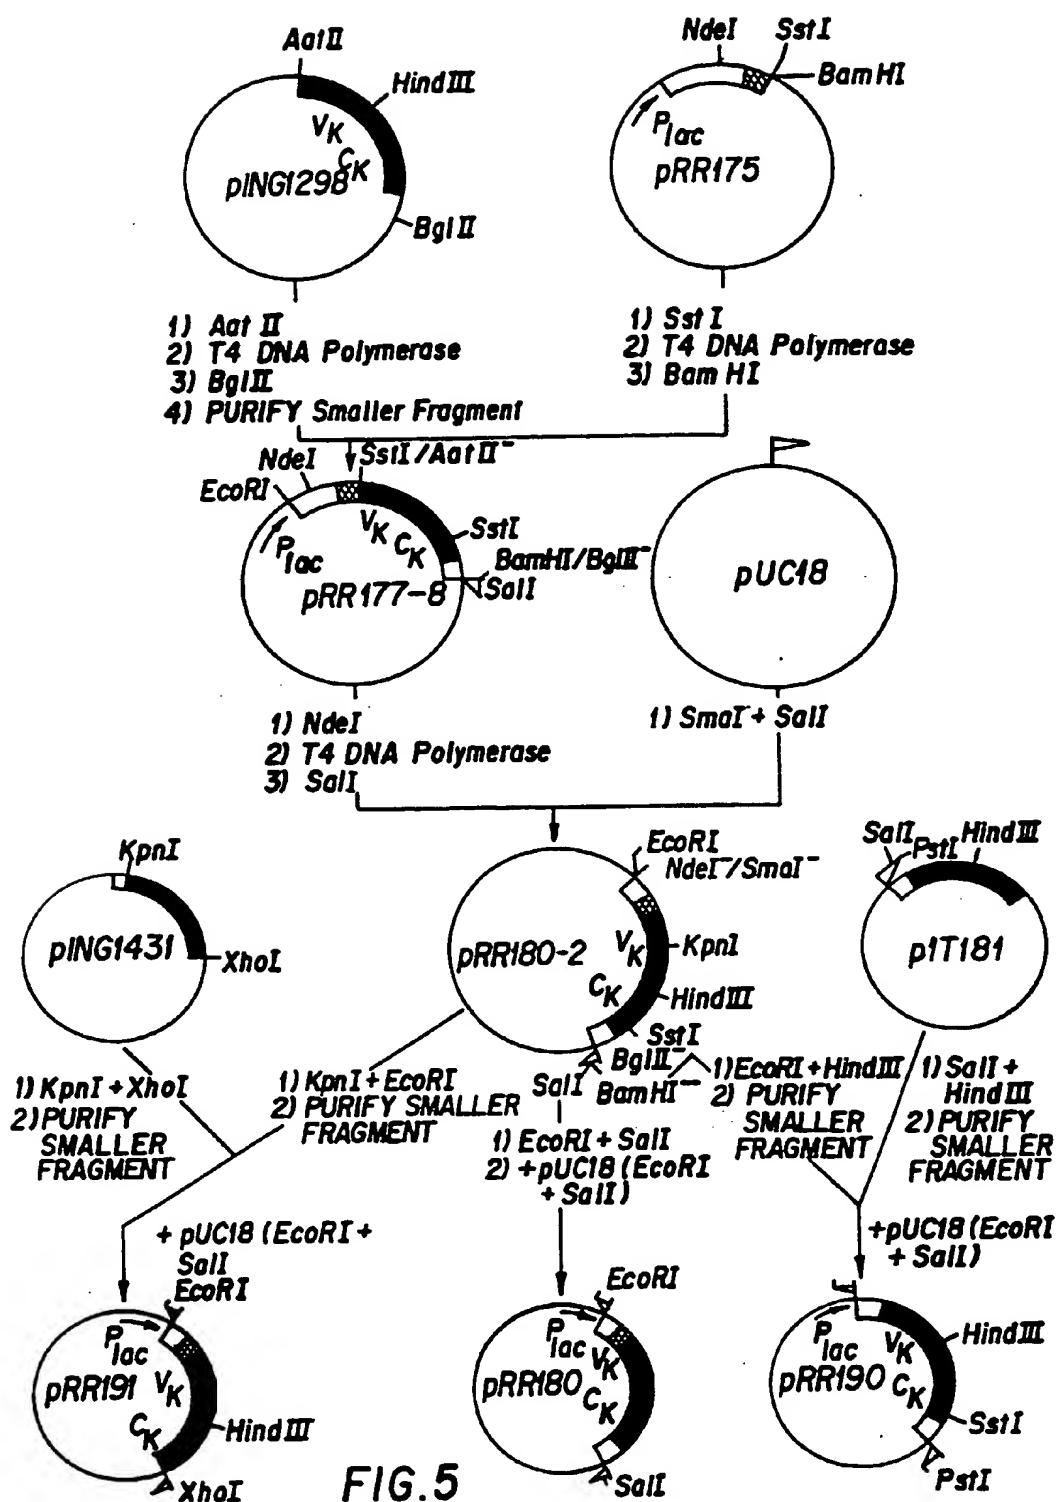 AatII
HindIII
VK
CK
pING1298
BglII
NdeI
SstI
BamHI
Plac
pRR175
1) Aat II
2) T4 DNA Polymerase
3) BglII
4) PURIFY Smaller Fragment
1) SstI
2) T4 DNA Polymerase
3) Bam HI
NdeI
SstI/AatII⁻
EcoRI
Plac
VK
CK
SstI
BamHI/BglII⁻
SalI
pRR177-8
pUC18
1) NdeI
2) T4 DNA Polymerase
3) SalI
1) SmaI + SalI
KpnI
pING1431
XhoI
EcoRI
NdeI⁻/SmaI⁻
pRR180-2
VK
KpnI
CK
HindIII
SstI
BglII⁻
BamHI⁻
SalI
SalI
PstI
HindIII
p1T181
1) KpnI + XhoI
2) PURIFY
SMALLER
FRAGMENT
1) KpnI + EcoRI
2) PURIFY SMALLER
FRAGMENT
1) EcoRI + SalI
2) +pUC18 (EcoRI
+ SalI)
1) EcoRI + HindIII
2) PURIFY
SMALLER
FRAGMENT
1) SalI +
HindIII
2) PURIFY
SMALLER
FRAGMENT
+ pUC18 (EcoRI +
SalI
EcoRI
Plac
pRR191
VK
CK
HindIII
XhoI
EcoRI
Plac
VK
pRR180
CK
SalI
+pUC18 (EcoRI
+ SalI)
Plac
VK
HindIII
pRR190
CK
SstI
PstI
FIG.5